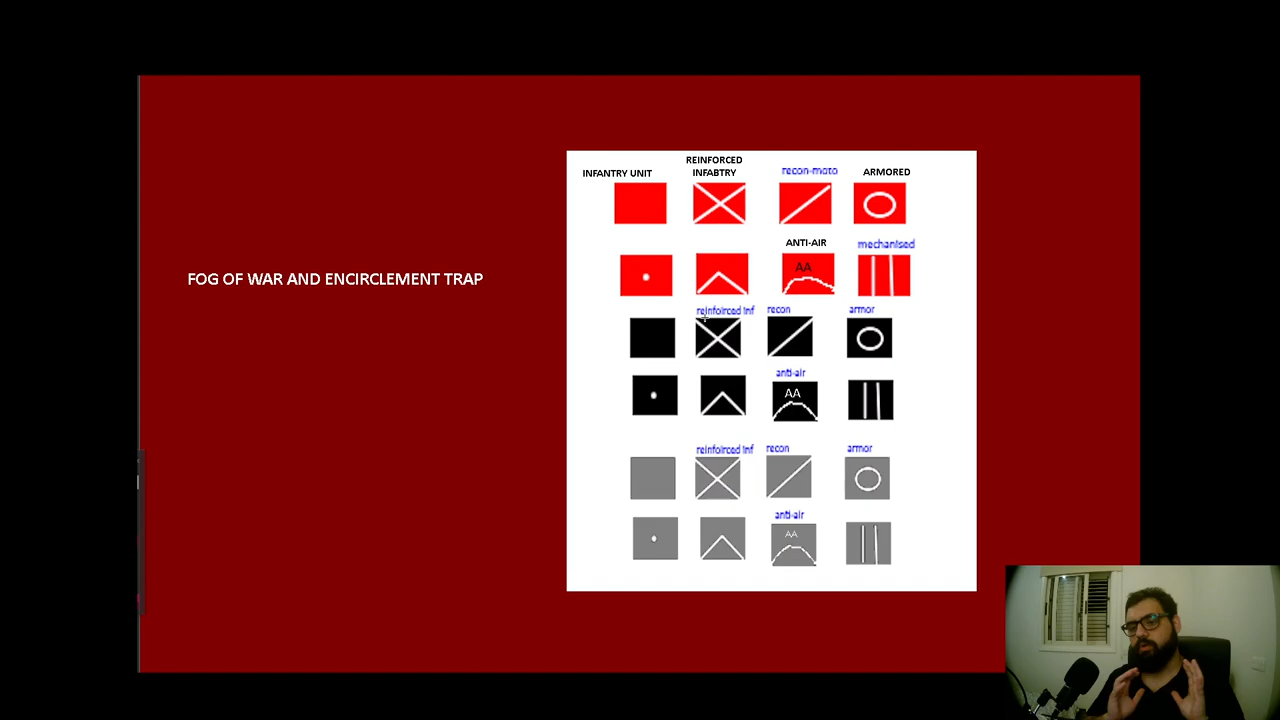 FOG OF WAR AND ENCIRCLEMENT TRAP
INFANTRY UNIT
REINFORCED
INFABTRY
recon-moto
ARMORED
ANTI-AIR
mechanised
AA
reinfoirced inf
recon
armor
anti-air
AA
reinfoirced inf
recon
armor
anti-air
AA